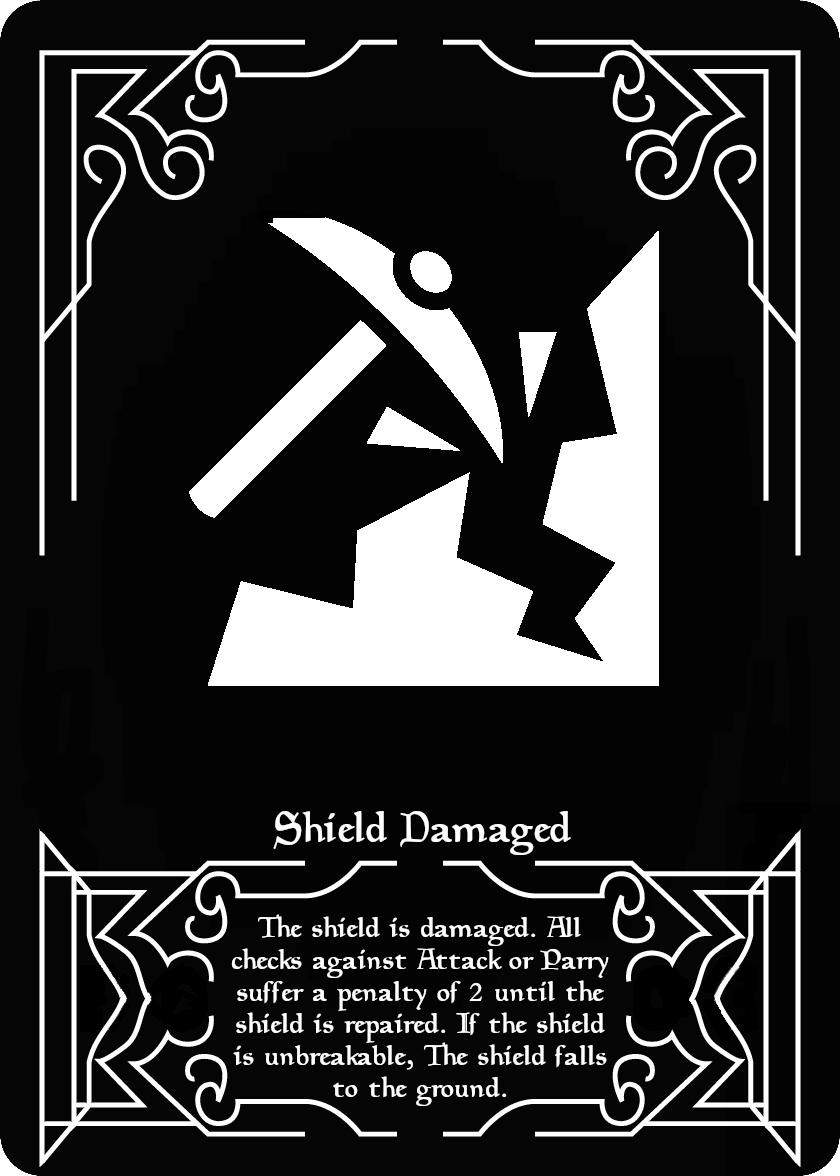 Shield Damaged
The shield is damaged. All
checks against Attack or Parry
suffer a penalty of 2 until the
shield is repaired. If the shield
is unbreakable, The shield falls
to the ground.